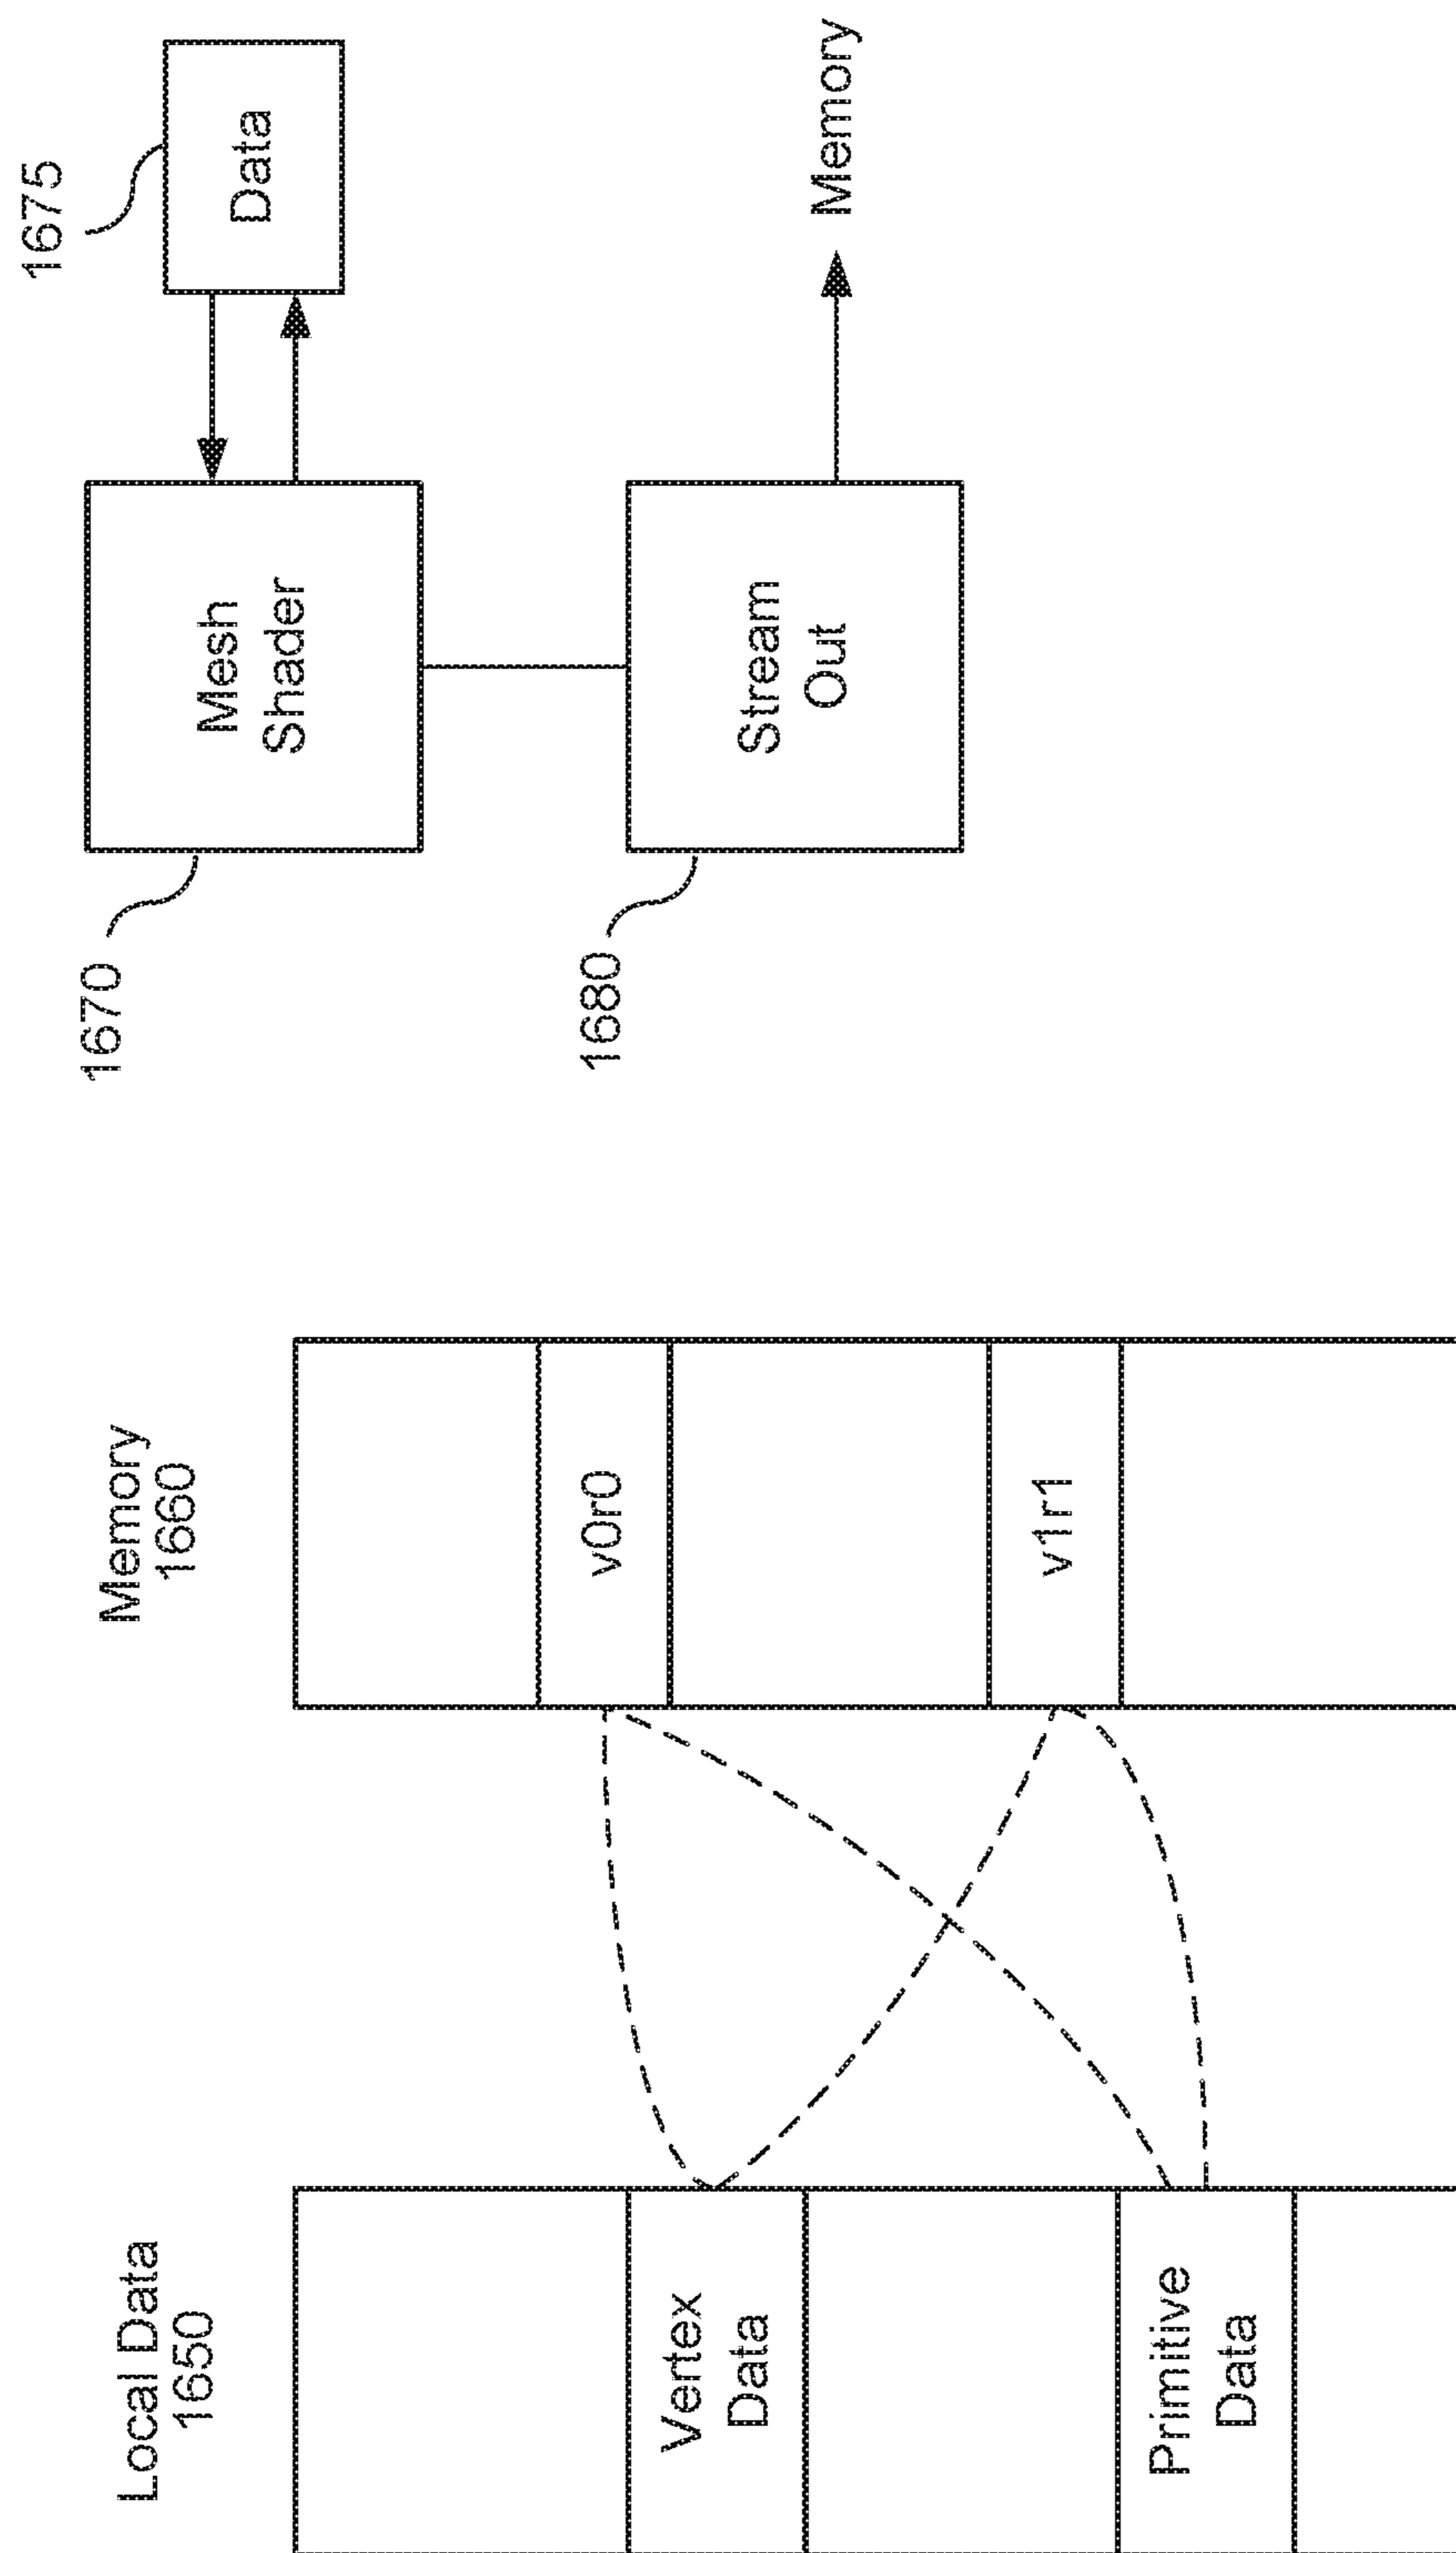 Local Data
1650
Vertex
Data
Primitive
Data
Memory
1660
v0r0
v1r1
1670
Mesh
Shader
1675
Data
1680
Stream
Out
Memory